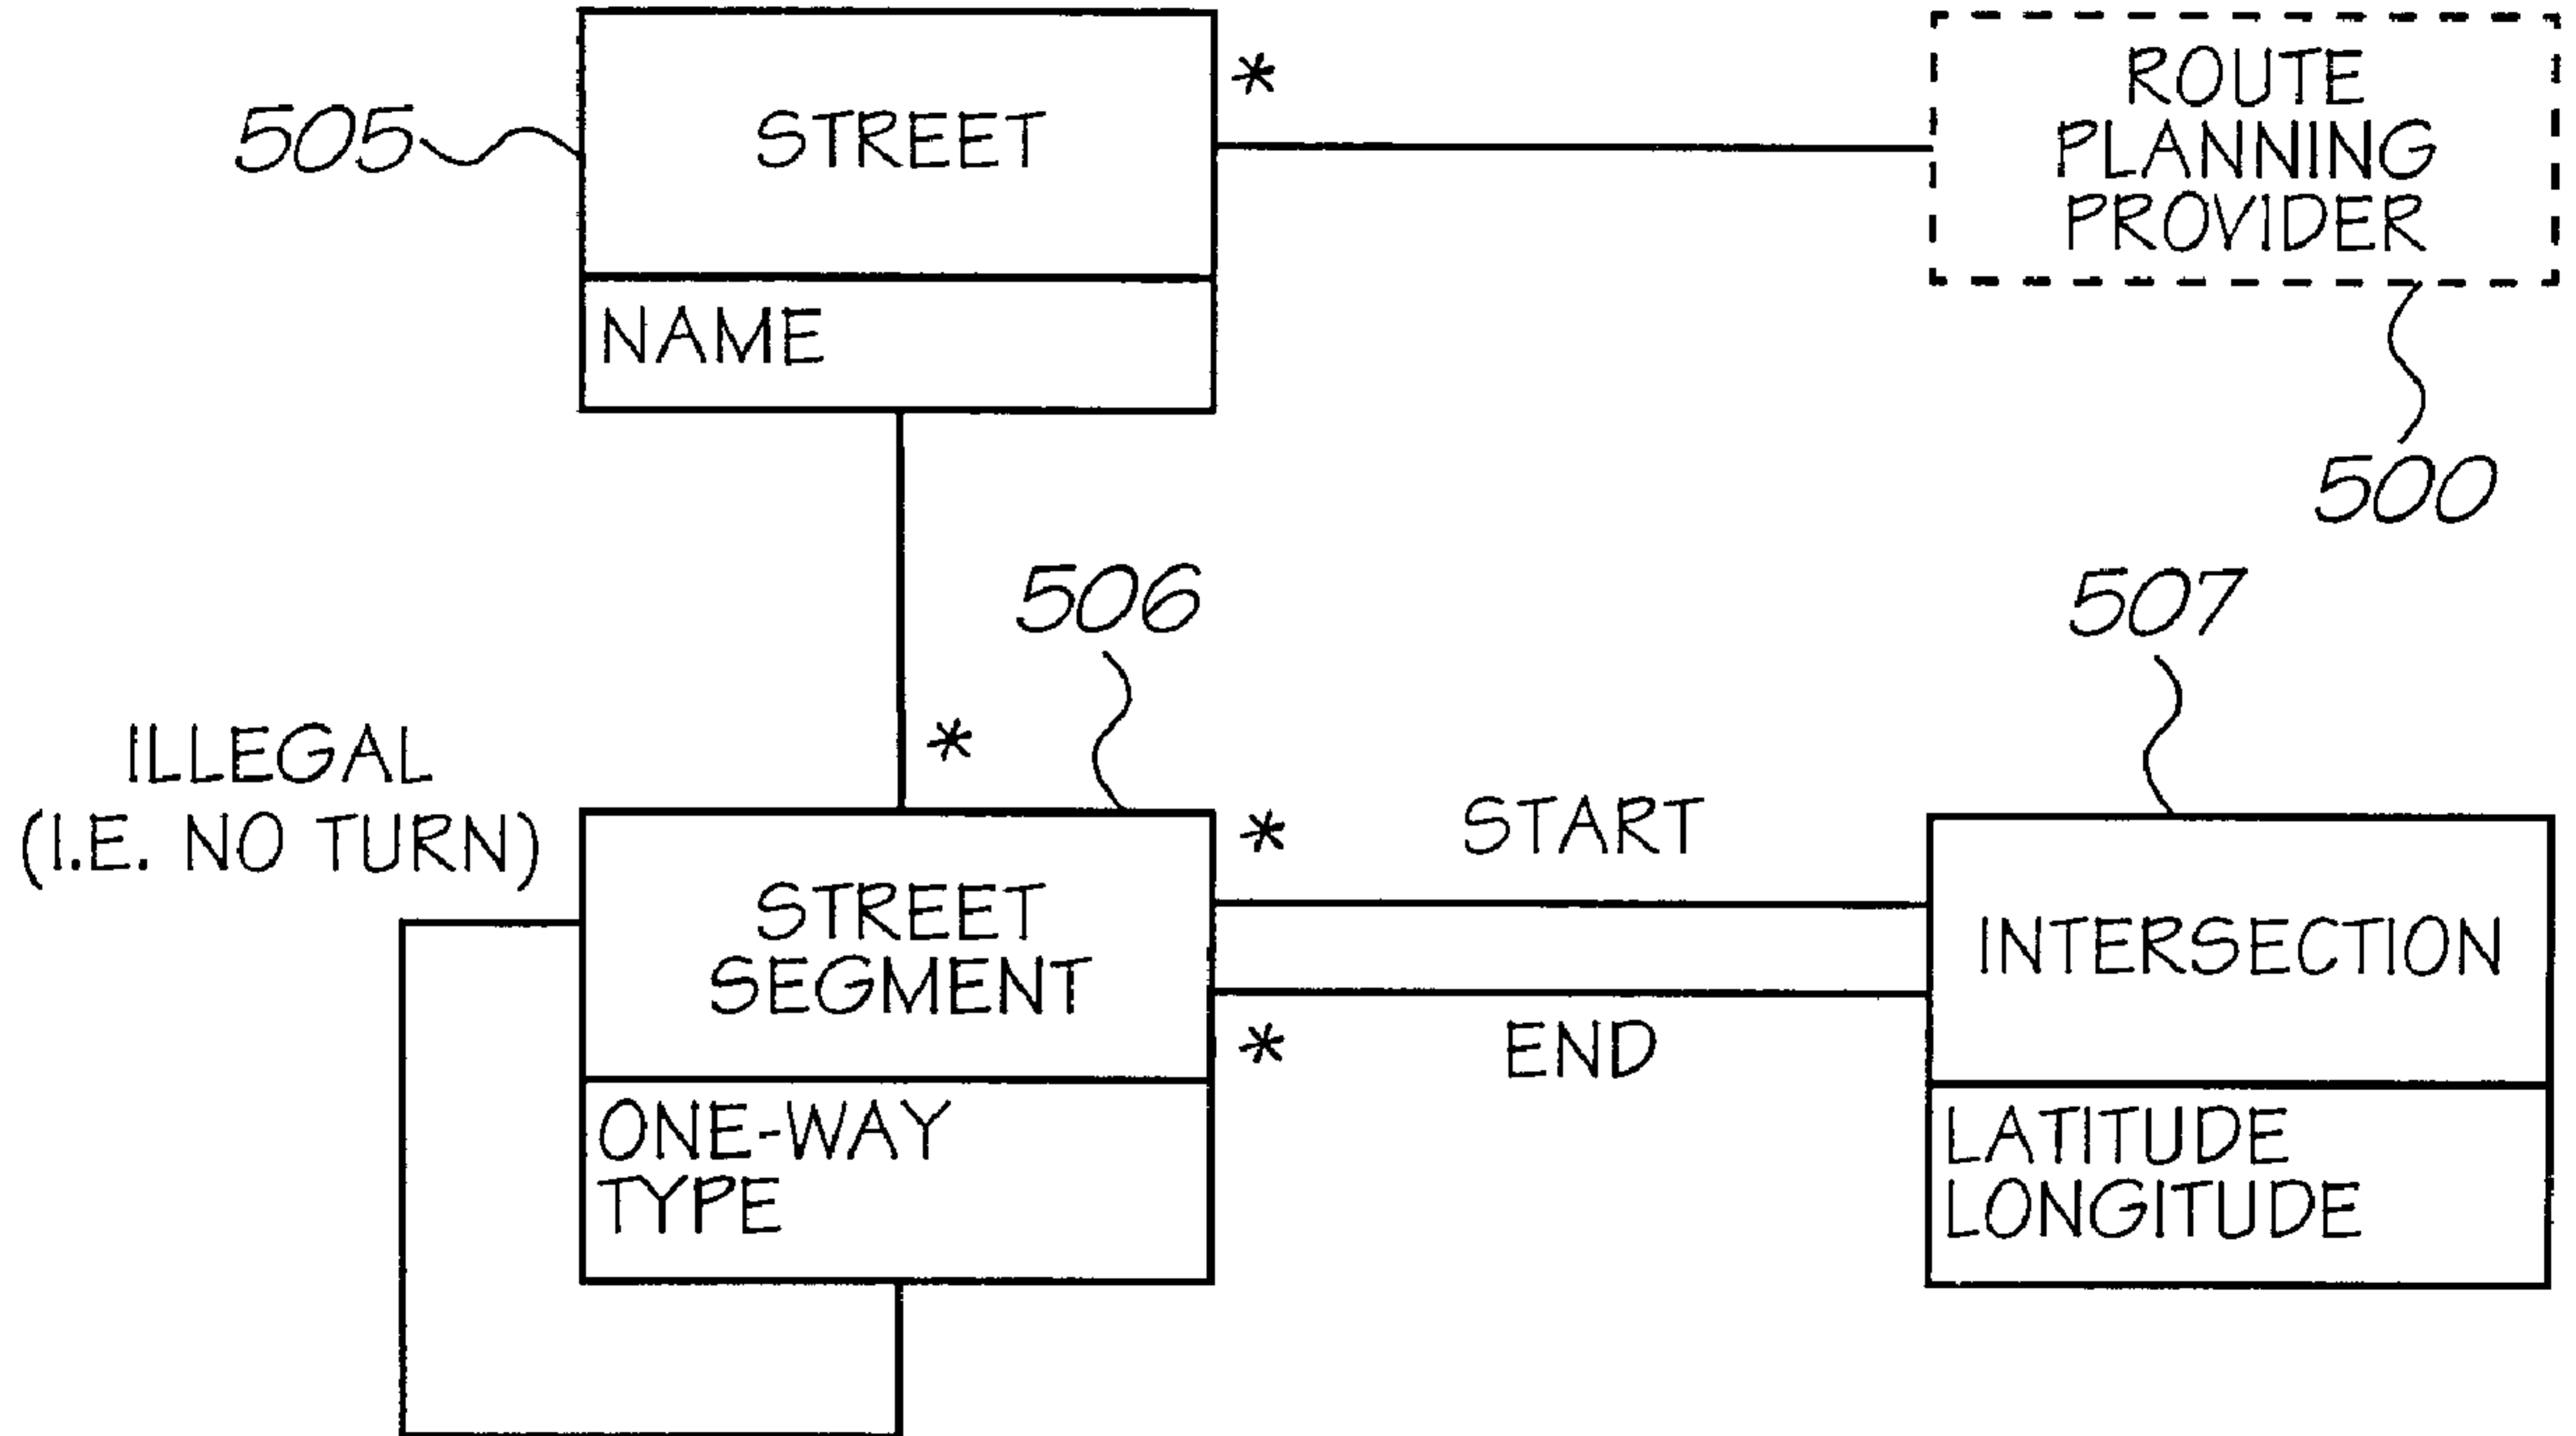 505
STREET
*
NAME
ROUTE
PLANNING
PROVIDER
500
506
507
*
ILLEGAL
(I.E. NO TURN)
STREET
SEGMENT
ONE-WAY
TYPE
*
START
*
END
INTERSECTION
LATITUDE
LONGITUDE